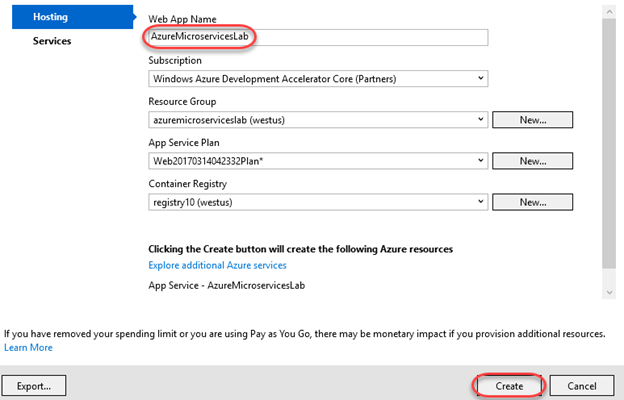 Hosting
Services
Web App Name
AzureMicroservicesLab
Subscription
Windows Azure Development Accelerator Core (Partners)
Resource Group
azuremicroserviceslab (westus)
New...
App Service Plan
Web20170314042332Plan*
New...
Container Registry
registry10 (westus)
New...
Clicking the Create button will create the following Azure resources
Explore additional Azure services
App Service - AzureMicroservicesLab
If you have removed your spending limit or you are using Pay as You Go, there may be monetary impact if you provision additional resources.
Learn More
Export...
Create
Cancel